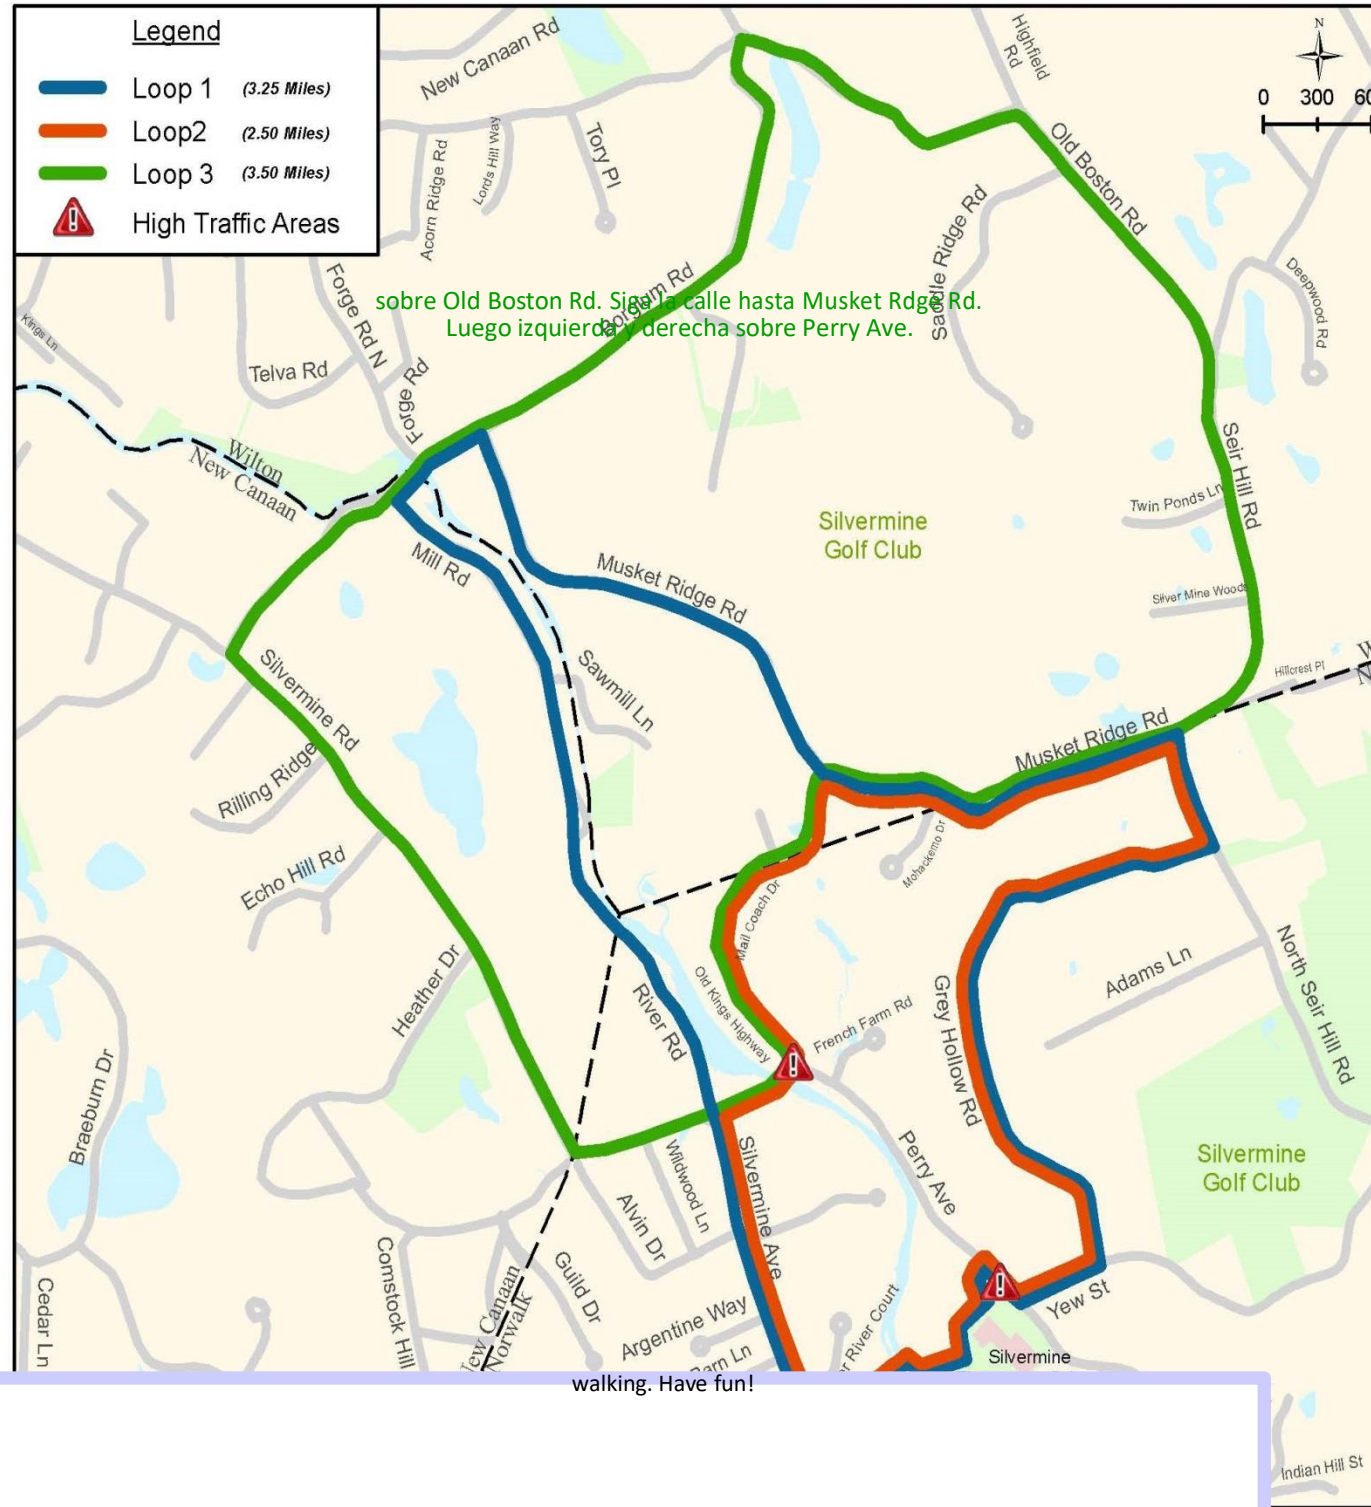 Legend
Loop 1 (3.25 Miles)
Loop2 (2.50 Miles)
Loop 3 (3.50 Miles)
High Traffic Areas
New Canaan Rd
Highfield
Rd
N
0 300 60
Acorn Ridge Rd
Lords Hill Way
Tory Pl
Old Boston Rd
Saddle Ridge Rd
Deepwood Rd
Kings Ln
Forge Rd N
Borglum Rd
sobre Old Boston Rd. Siga la calle hasta Musket Rdge Rd.
Luego izquierda y derecha sobre Perry Ave.
Telva Rd
Forge Rd
Wilton
New Canaan
Seir Hill Rd
Twin Ponds Ln
Silvermine
Golf Club
Mill Rd
Musket Ridge Rd
Silver Mine Woods
Sawmill Ln
Silvermine Rd
Hillcrest Pl
W
N
Musket Ridge Rd
Rilling Ridge
Echo Hill Rd
Mohackemo Dr
Mail Coach Dr
Heather Dr
Old Kings Highway
River Rd
French Farm Rd
Grey Hollow Rd
Adams Ln
North Seir Hill Rd
Braeburn Dr
Perry Ave
Silvermine
Golf Club
Wildwood Ln
Silvermine Ave
Alvin Dr
Comstock Hill
Guild Dr
New Canaan
Norwalk
Cedar Ln
Argentine Way
Barn Ln
r River Court
Yew St
Silvermine
walking. Have fun!
Indian Hill St